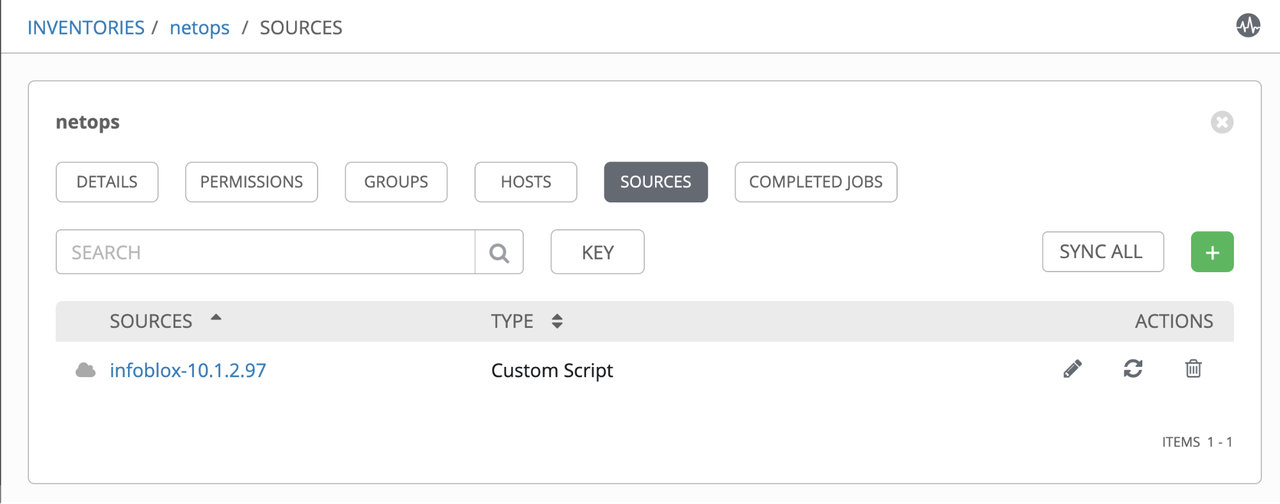 INVENTORIES / netops / SOURCES
netops
DETAILS PERMISSIONS GROUPS HOSTS SOURCES COMPLETED JOBS
SEARCH KEY SYNC ALL +
SOURCES TYPE ACTIONS
infoblox-10.1.2.97 Custom Script
ITEMS 1 - 1